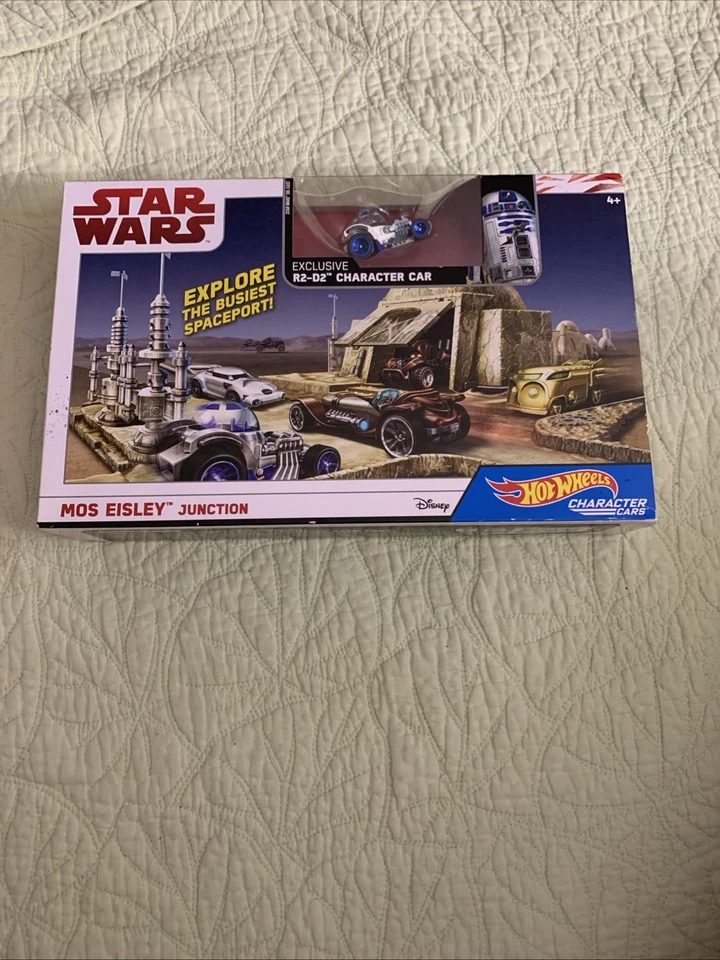 STAR
WARS™
EXPLORE
THE BUSIEST
SPACEPORT!
EXCLUSIVE
R2-D2™ CHARACTER CAR
4+
MOS EISLEY™ JUNCTION
Disney
HOT WHEELS
CHARACTER
CARS